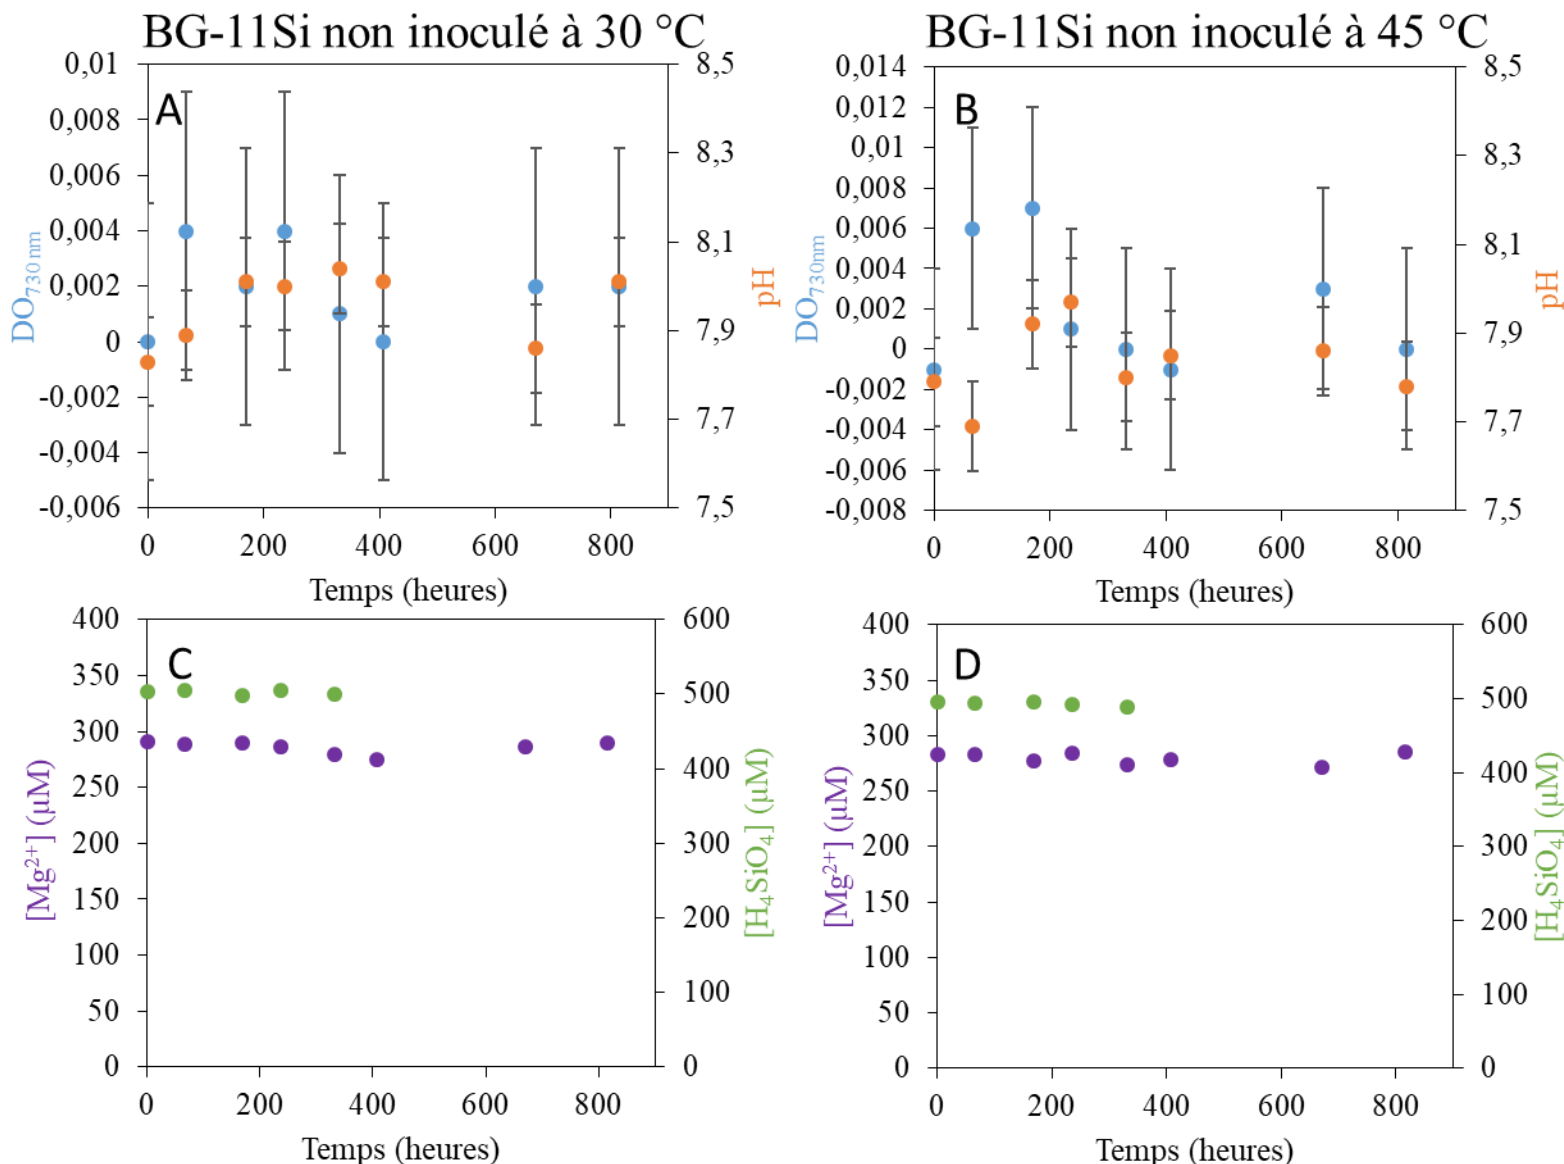 BG-11Si non inoculé à 30 °C
A
0,01
0,008
0,006
0,004
0,002
0
-0,002
-0,004
-0,006
DO730 nm
8,5
8,3
8,1
7,9
7,7
7,5
pH
0 200 400 600 800
Temps (heures)
BG-11Si non inoculé à 45 °C
B
0,014
0,012
0,01
0,008
0,006
0,004
0,002
0
-0,002
-0,004
-0,006
-0,008
DO730nm
8,5
8,3
8,1
7,9
7,7
7,5
pH
0 200 400 600 800
Temps (heures)
C
400
350
300
250
200
150
100
50
0
[Mg²⁺] (µM)
600
500
400
300
200
100
0
[H₄SiO₄] (µM)
0 200 400 600 800
Temps (heures)
D
400
350
300
250
200
150
100
50
0
[Mg²⁺] (µM)
600
500
400
300
200
100
0
[H₄SiO₄] (µM)
0 200 400 600 800
Temps (heures)